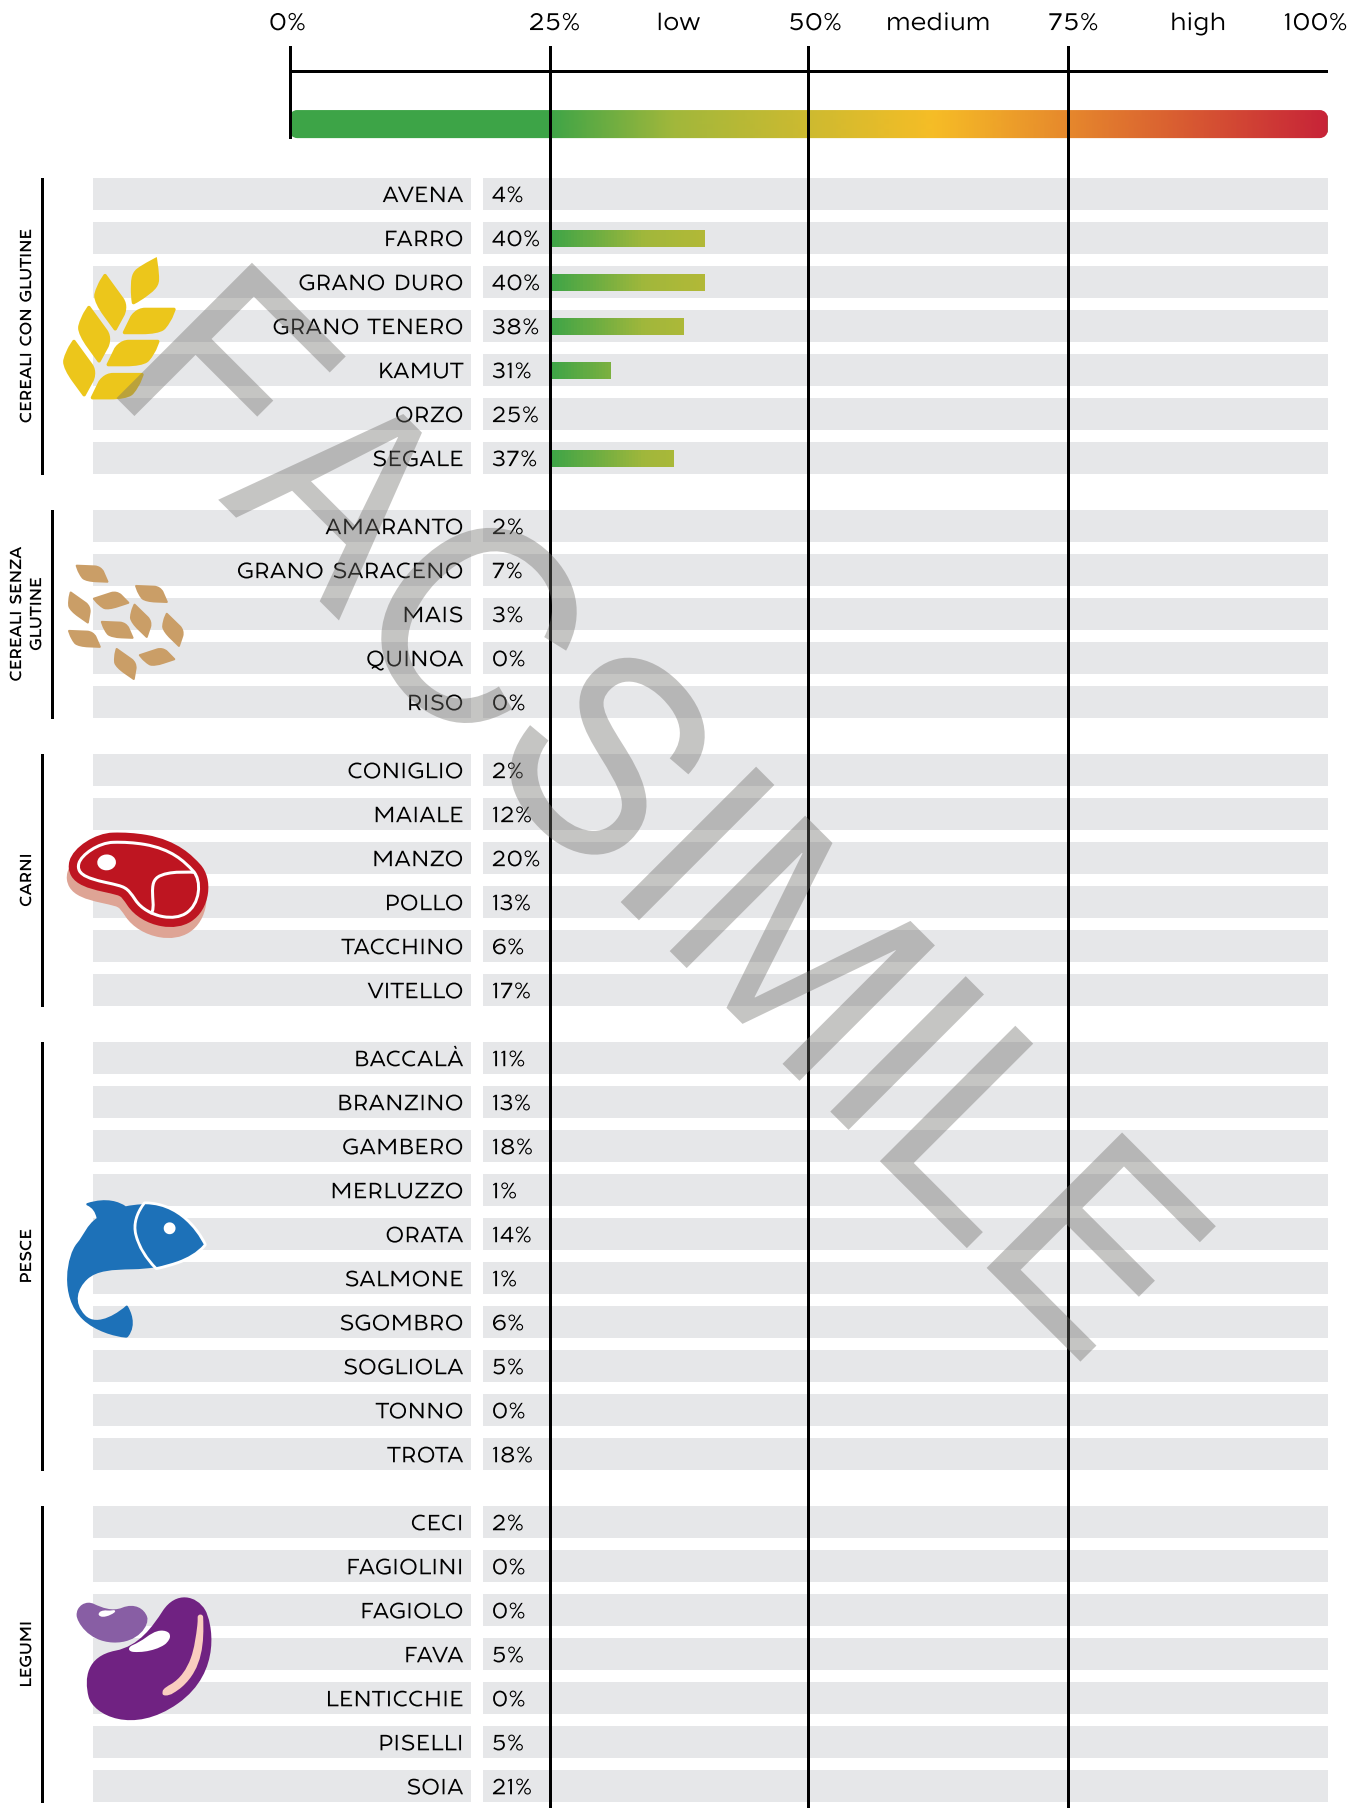 0% 25% low 50% medium 75% high 100%
CEREALI CON GLUTINE
AVENA 4%
FARRO 40%
GRANO DURO 40%
GRANO TENERO 38%
KAMUT 31%
ORZO 25%
SEGALE 37%
CEREALI SENZA
GLUTINE
AMARANTO 2%
GRANO SARACENO 7%
MAIS 3%
QUINOA 0%
RISO 0%
CARNI
CONIGLIO 2%
MAIALE 12%
MANZO 20%
POLLO 13%
TACCHINO 6%
VITELLO 17%
PESCE
BACCALÀ 11%
BRANZINO 13%
GAMBERO 18%
MERLUZZO 1%
ORATA 14%
SALMONE 1%
SGOMBRO 6%
SOGLIOLA 5%
TONNO 0%
TROTA 18%
LEGUMI
CECI 2%
FAGIOLINI 0%
FAGIOLO 0%
FAVA 5%
LENTICCHIE 0%
PISELLI 5%
SOIA 21%
FACSIMILE